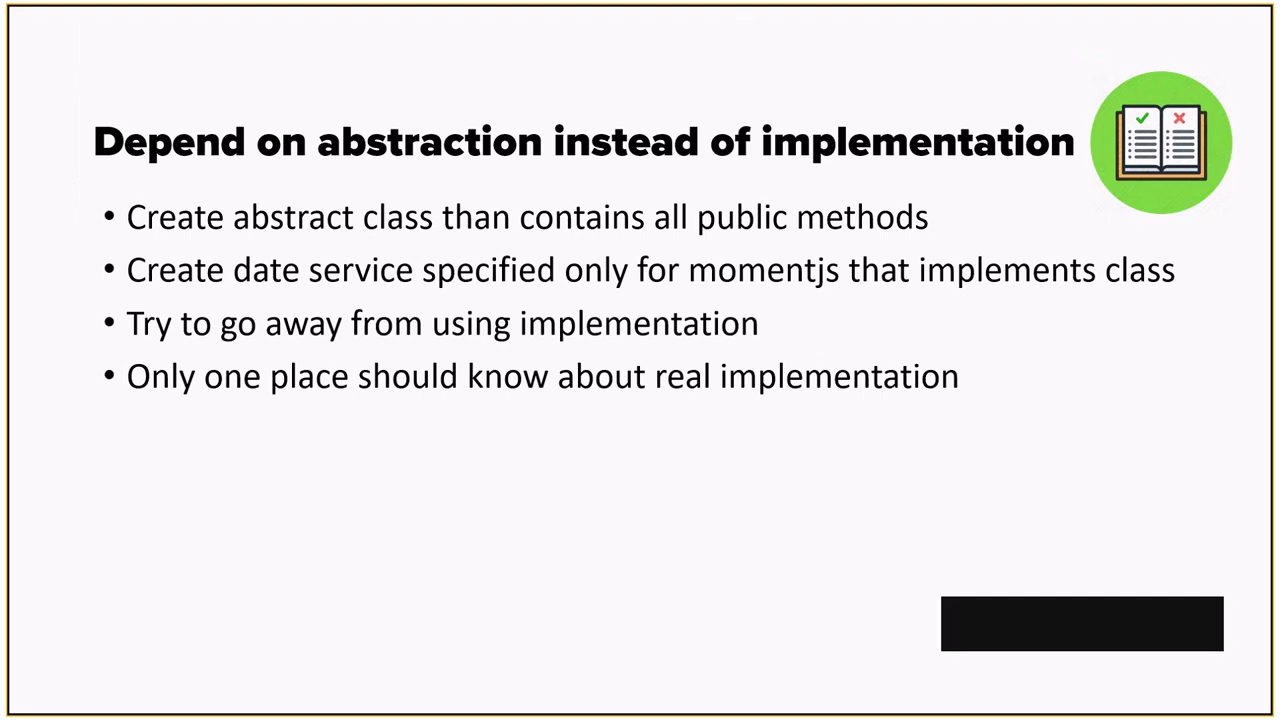 Depend on abstraction instead of implementation
• Create abstract class than contains all public methods
• Create date service specified only for momentjs that implements class
• Try to go away from using implementation
• Only one place should know about real implementation